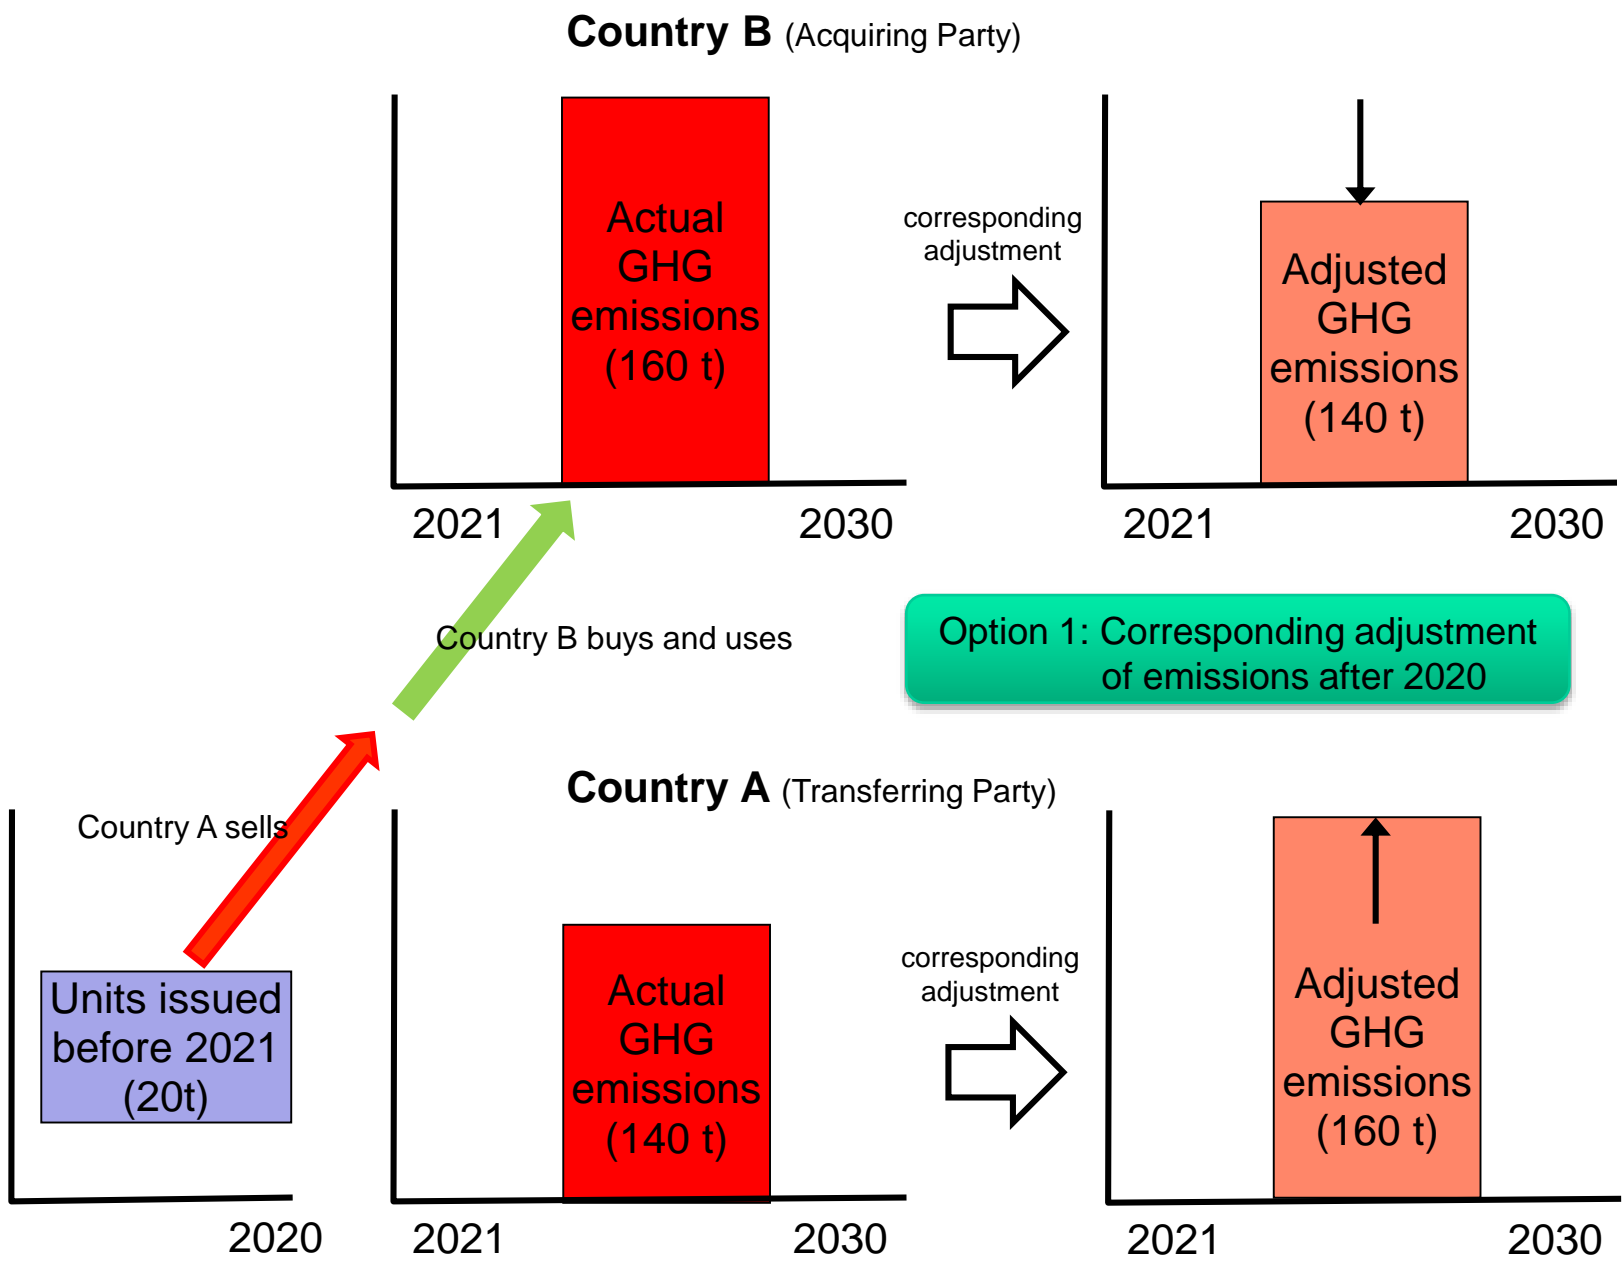 Country B (Acquiring Party)
Actual
GHG
emissions
(160 t)
corresponding
adjustment
Adjusted
GHG
emissions
(140 t)
2021
2030
2021
2030
Country B buys and uses
Option 1: Corresponding adjustment
of emissions after 2020
Country A (Transferring Party)
Country A sells
Units issued
before 2021
(20t)
Actual
GHG
emissions
(140 t)
corresponding
adjustment
Adjusted
GHG
emissions
(160 t)
2020
2021
2030
2021
2030